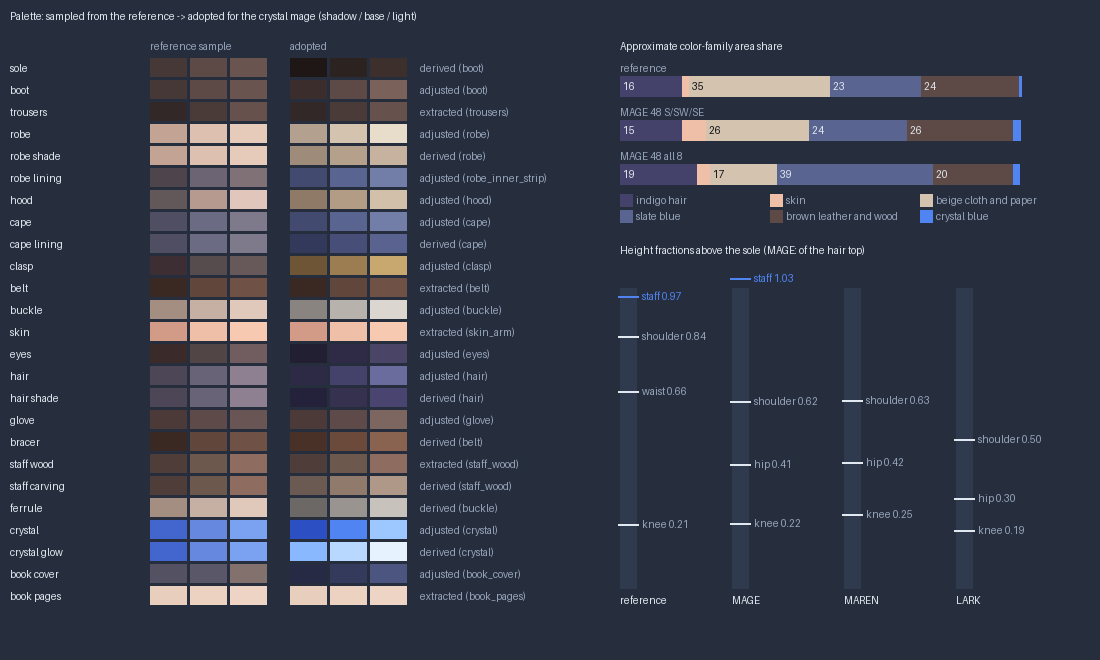 Palette: sampled from the reference -> adopted for the crystal mage (shadow / base / light)
reference sample adopted
sole derived (boot)
boot adjusted (boot)
trousers extracted (trousers)
robe adjusted (robe)
robe shade derived (robe)
robe lining adjusted (robe_inner_strip)
hood adjusted (hood)
cape adjusted (cape)
cape lining derived (cape)
clasp adjusted (clasp)
belt extracted (belt)
buckle adjusted (buckle)
skin extracted (skin_arm)
eyes adjusted (eyes)
hair adjusted (hair)
hair shade derived (hair)
glove adjusted (glove)
bracer derived (belt)
staff wood extracted (staff_wood)
staff carving derived (staff_wood)
ferrule derived (buckle)
crystal adjusted (crystal)
crystal glow derived (crystal)
book cover adjusted (book_cover)
book pages extracted (book_pages)
Approximate color-family area share
reference
16 35 23 24
MAGE 48 S/SW/SE
15 26 24 26
MAGE 48 all 8
19 17 39 20
indigo hair skin beige cloth and paper
slate blue brown leather and wood crystal blue
Height fractions above the sole (MAGE: of the hair top)
staff 1.03
staff 0.97
shoulder 0.84
waist 0.66
shoulder 0.62 shoulder 0.63
shoulder 0.50
hip 0.41 hip 0.42
hip 0.30
knee 0.25
knee 0.21 knee 0.22
knee 0.19
reference MAGE MAREN LARK